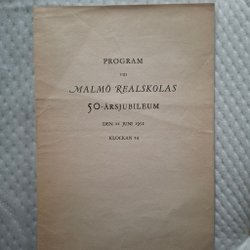 PROGRAM
VID
MALMÖ REALSKOLAS
50-ÅRSJUBILEUM
DEN JUNI
KLOCKAN